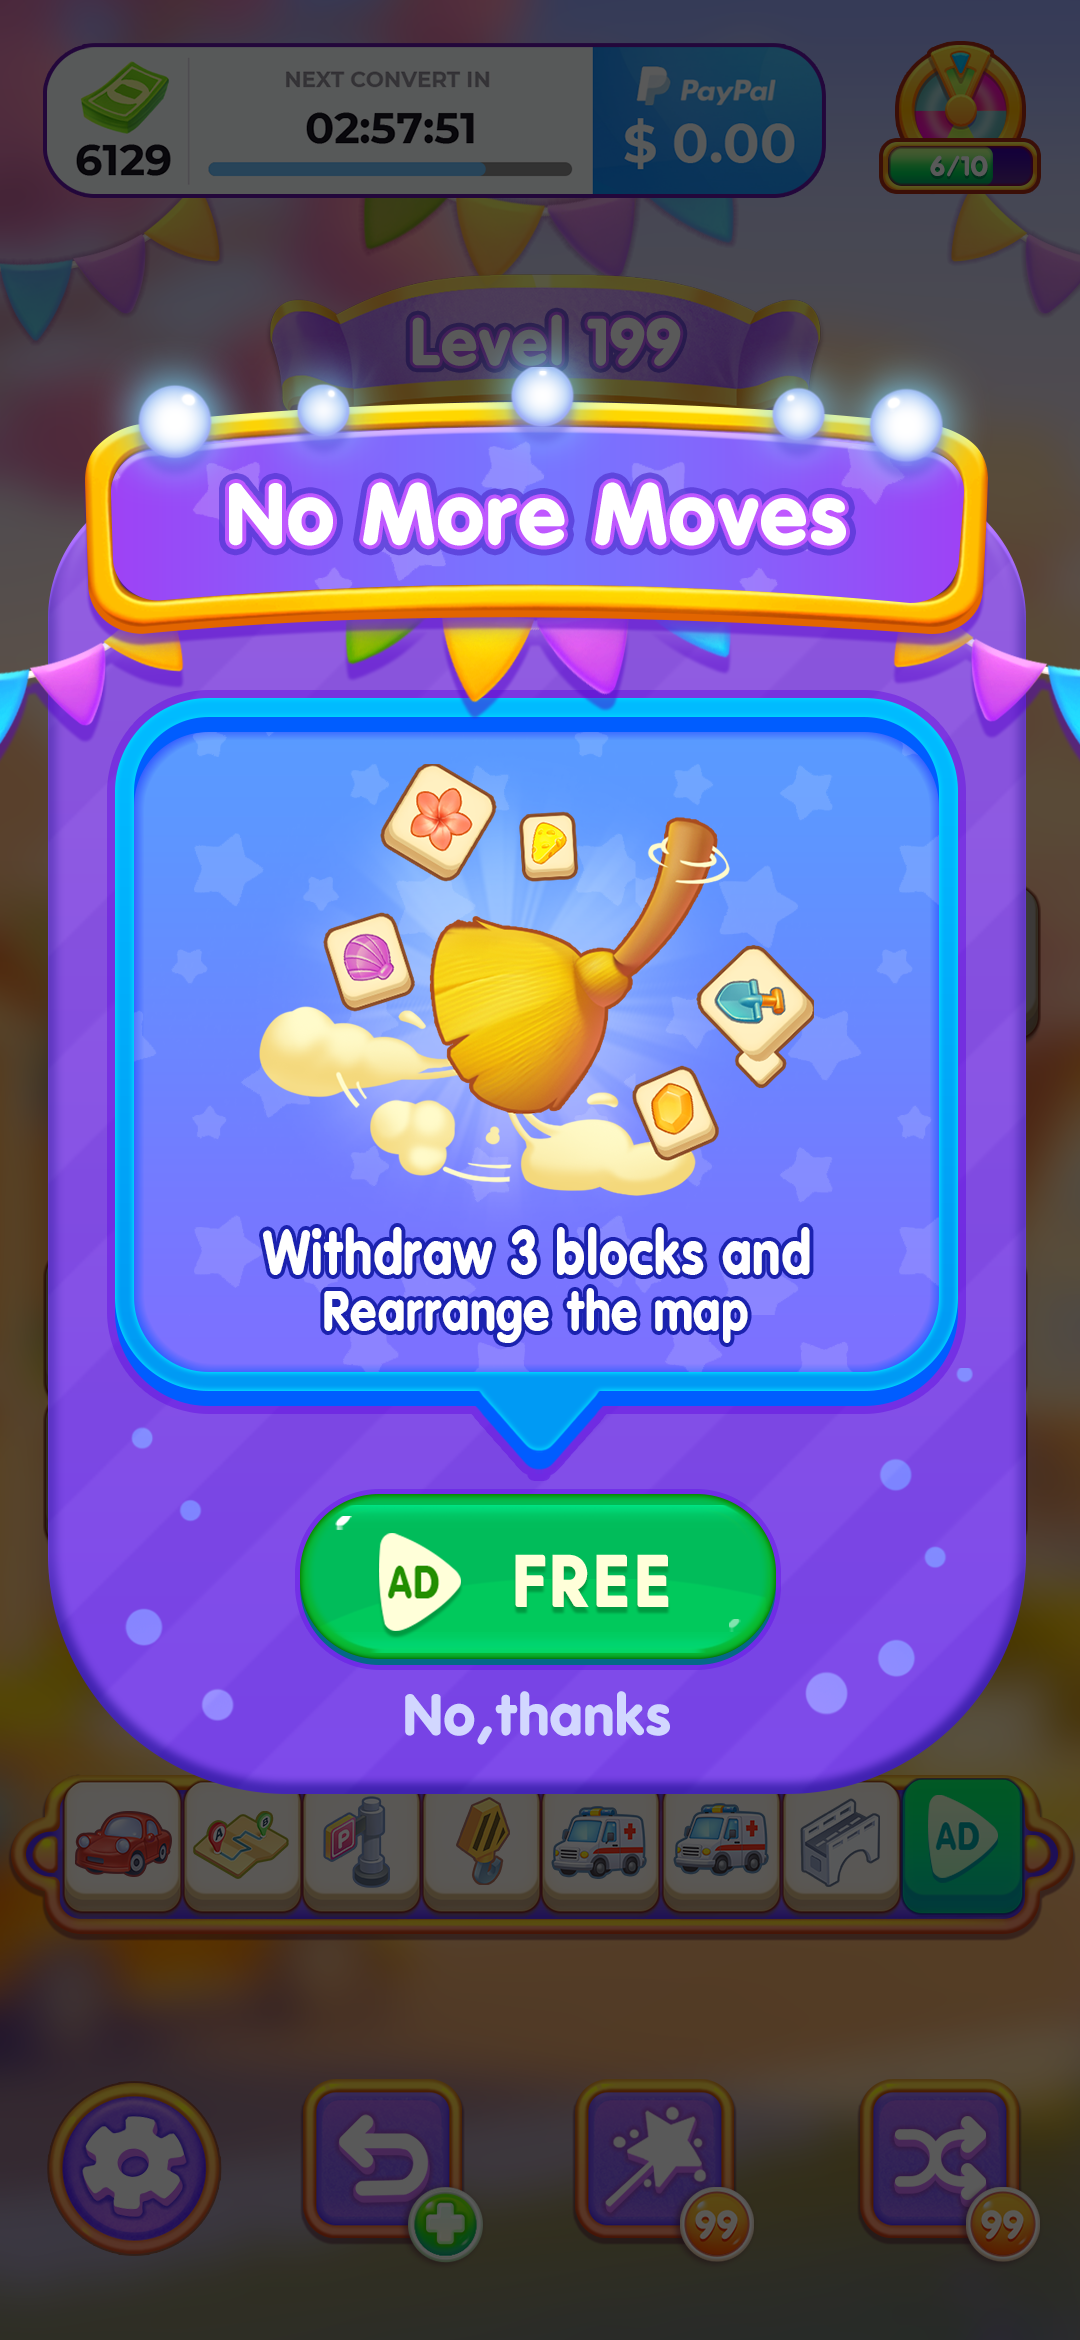 NEXT CONVERT IN
02:57:51
6129
PayPal
$ 0.00
6/10
Level 199
No More Moves
Withdraw 3 blocks and
Rearrange the map
AD FREE
No,thanks
A B
P
AD
99
99